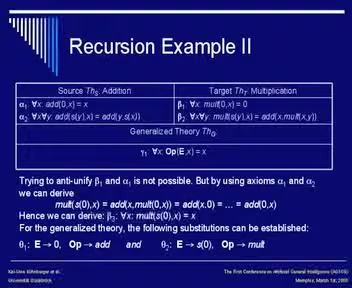 Recursion Example II
Source Th_S: Addition
Target Th_T: Multiplication
α₁: ∀x: add(0,x) = x
β₁: ∀x: mult(0,x) = 0
α₂: ∀x∀y: add(s(y),x) = add(y,s(x))
β₂: ∀x∀y: mult(s(y),x) = add(x,mult(x,y))
Generalized Theory Th_G
γ₁: ∀x: Op(E,x) = x
Trying to anti-unify β₁ and α₁ is not possible. But by using axioms α₁ and α₂
we can derive
mult(s(0),x) = add(x,mult(0,x)) = add(x,0) = ... = add(0,x)
Hence we can derive: β₃: ∀x: mult(s(0),x) = x
For the generalized theory, the following substitutions can be established:
θ₁: E → 0, Op → add and θ₂: E → s(0), Op → mult
Kai-Uwe Kühnberger et al.
The First Conference on Artificial General Intelligence (AGI-08)
Universität Osnabrück
Memphis, March 1st, 2008